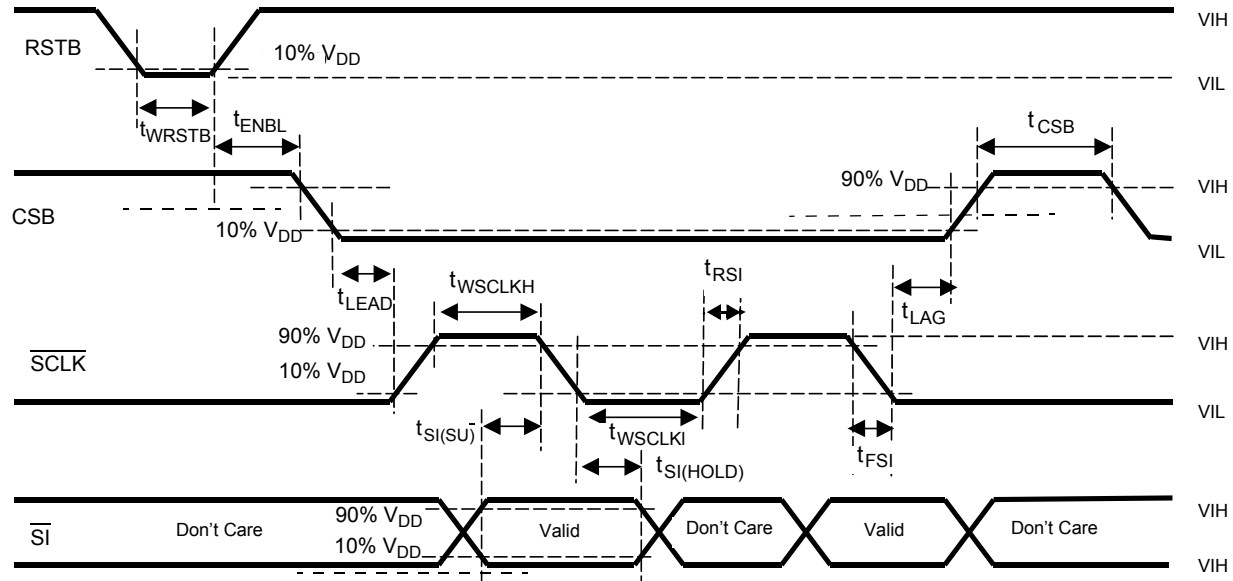 VIH
RSTB
10% VDD
VIL
tWRSTB
tENBL
tCSB
90% VDD
VIH
CSB
10% VDD
VIL
tLEAD
tWSCLKH
tRSI
tLAG
90% VDD
VIH
SCLK
10% VDD
VIL
tSI(SU)
tWSCLKl
tFSI
tSI(HOLD)
VIH
90% VDD
SI
Don't Care
Valid
Don't Care
Valid
Don't Care
10% VDD
VIH